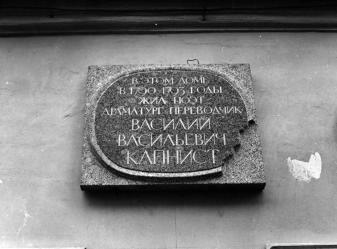 В ЭТОМ ДОМЕ
В 1790-1793 ГОДЫ
ЖИЛ ПОЭТ
ДРАМАТУРГ-ПЕРЕВОДЧИК
ВАСИЛИЙ
ВАСИЛЬЕВИЧ
КАПНИСТ